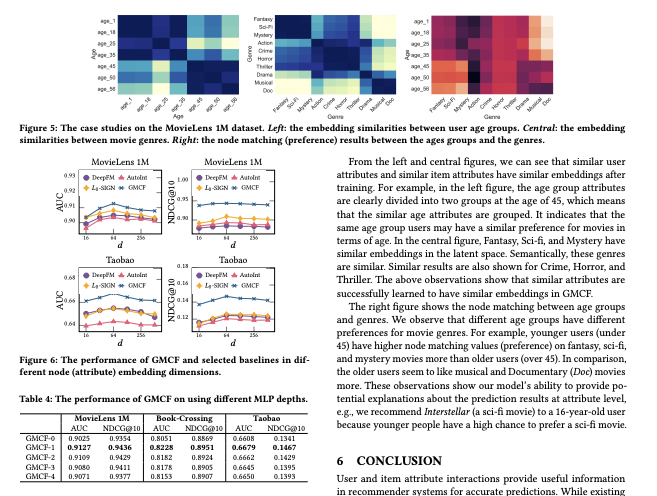 age_1
age_18
age_25
age_35
age_45
age_50
age_56
Age
age_1 age_18 age_25 age_35 age_45 age_50 age_56
Age
Fantasy
Sci-Fi
Mystery
Action
Crime
Horror
Thriller
Drama
Musical
Doc
Genre
Fantasy Sci-Fi Mystery Action Crime Horror Thriller Drama Musical Doc
Genre
age_1
age_18
age_25
age_35
age_45
age_50
age_56
Age
Fantasy Sci-Fi Mystery Action Crime Horror Thriller Drama Musical Doc
Genre
Figure 5: The case studies on the MovieLens 1M dataset. Left: the embedding similarities between user age groups. Central: the embedding
similarities between movie genres. Right: the node matching (preference) results between the ages groups and the genres.
MovieLens 1M
DeepFM AutoInt
L0-SIGN GMCF
AUC
0.93
0.92
0.91
0.90
16 64 256
d
MovieLens 1M
DeepFM AutoInt
L0-SIGN GMCF
NDCG@10
1.00
0.95
0.90
16 64 256
d
Taobao
DeepFM AutoInt
L0-SIGN GMCF
AUC
0.68
0.66
0.64
16 64 256
d
Taobao
DeepFM AutoInt
L0-SIGN GMCF
NDCG@10
0.18
0.16
0.14
0.12
16 64 256
d
Figure 6: The performance of GMCF and selected baselines in dif-
ferent node (attribute) embedding dimensions.
Table 4: The performance of GMCF on using different MLP depths.
MovieLens 1M Book-Crossing Taobao
AUC NDCG@10 AUC NDCG@10 AUC NDCG@10
GMCF-0 0.9025 0.9354 0.8051 0.8869 0.6608 0.1341
GMCF-1 0.9127 0.9436 0.8228 0.8951 0.6679 0.1467
GMCF-2 0.9109 0.9429 0.8182 0.8924 0.6662 0.1429
GMCF-3 0.9080 0.9411 0.8178 0.8905 0.6645 0.1395
GMCF-4 0.9071 0.9377 0.8153 0.8907 0.6650 0.1393
From the left and central figures, we can see that similar user
attributes and similar item attributes have similar embeddings after
training. For example, in the left figure, the age group attributes
are clearly divided into two groups at the age of 45, which means
that the similar age attributes are grouped. It indicates that the
same age group users may have a similar preference for movies in
terms of age. In the central figure, Fantasy, Sci-fi, and Mystery have
similar embeddings in the latent space. Semantically, these genres
are similar. Similar results are also shown for Crime, Horror, and
Thriller. The above observations show that similar attributes are
successfully learned to have similar embeddings in GMCF.
The right figure shows the node matching between age groups
and genres. We observe that different age groups have different
preferences for movie genres. For example, younger users (under
45) have higher node matching values (preference) on fantasy, sci-fi,
and mystery movies more than older users (over 45). In comparison,
the older users seem to like musical and Documentary (Doc) movies
more. These observations show our model's ability to provide po-
tential explanations about the prediction results at attribute level,
e.g., we recommend Interstellar (a sci-fi movie) to a 16-year-old user
because younger people have a high chance to prefer a sci-fi movie.
6 CONCLUSION
User and item attribute interactions provide useful information
in recommender systems for accurate predictions. While existing